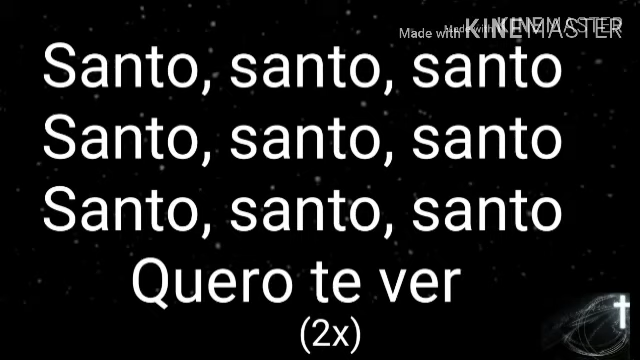 Made with KINEMASTER
Santo, santo, santo
Santo, santo, santo
Santo, santo, santo
Quero te ver
(2x)